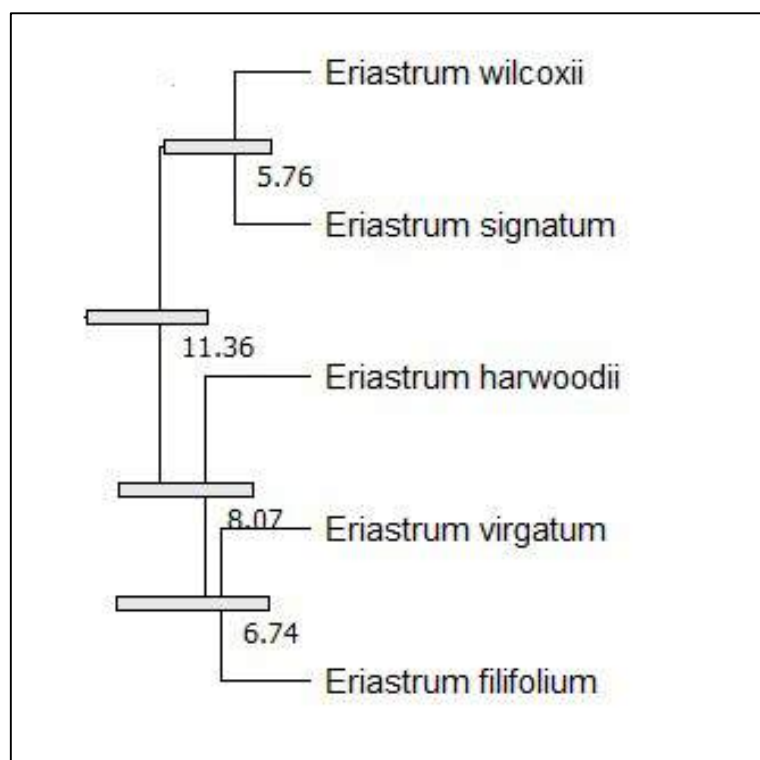 Eriastrum wilcoxii
5.76
Eriastrum signatum
11.36
Eriastrum harwoodii
8.07
Eriastrum virgatum
6.74
Eriastrum filifolium